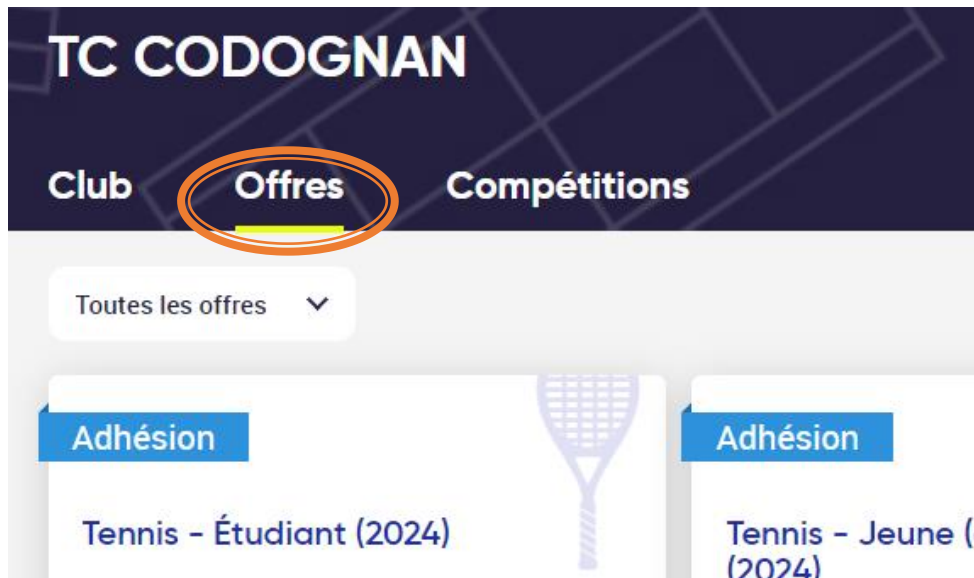 TC CODOGNAN
Club Offres Compétitions
Toutes les offres
Adhésion
Tennis - Étudiant (2024)
Adhésion
Tennis - Jeune (
(2024)